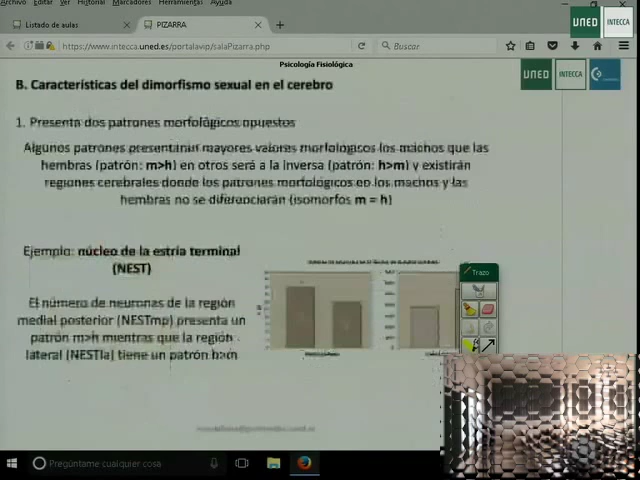 Archivo Editar Ver Historial Marcadores Herramientas Ayuda
Listado de aulas
PIZARRA
https://www.intecca.uned.es/portalavip/salaPizarra.php
Buscar
UNED
INTECCA
Psicología Fisiológica
UNED
INTECCA
B. Características del dimorfismo sexual en el cerebro
1. Presenta dos patrones morfológicos opuestos
Algunos patrones presentarán mayores valores morfológicos los machos que las
hembras (patrón: m>h) en otros será a la inversa (patrón: h>m) y existirán
regiones cerebrales donde los patrones morfológicos en los machos y las
hembras no se diferenciarán (isomorfos m = h)
Ejemplo: núcleo de la estría terminal
(NEST)
Trazo
El número de neuronas de la región
medial posterior (NESTmp) presenta un
patrón m>h mientras que la región
lateral (NESTla) tiene un patrón h>m
Pregúntame cualquier cosa